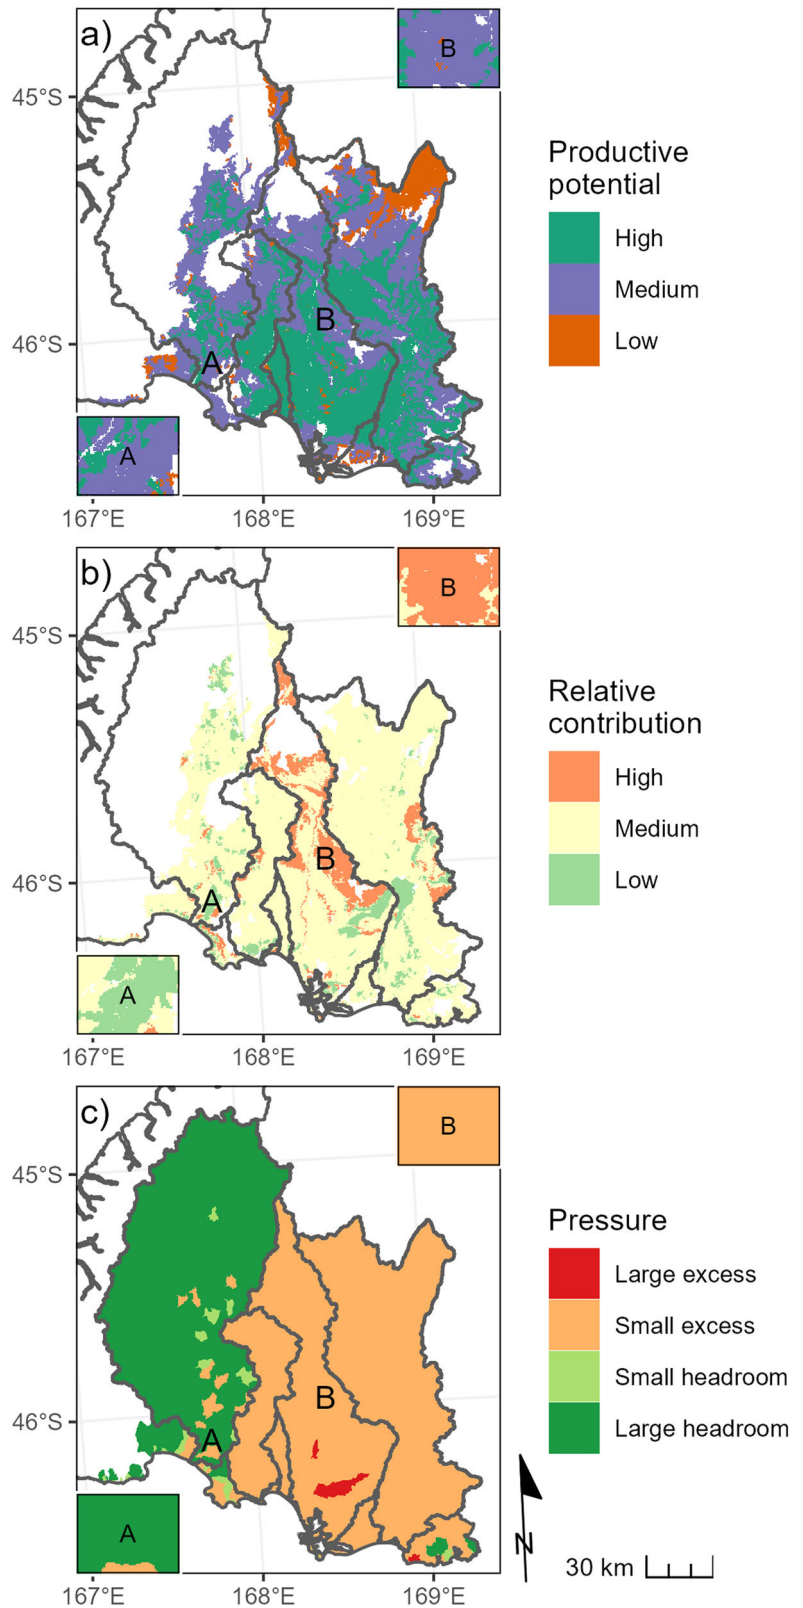 a)
B
45°S
B
46°S
A
A
167°E
168°E
169°E
Productive
potential
High
Medium
Low
b)
B
45°S
B
46°S
A
A
167°E
168°E
169°E
Relative
contribution
High
Medium
Low
c)
B
45°S
B
46°S
A
A
167°E
168°E
169°E
Pressure
Large excess
Small excess
Small headroom
Large headroom
N
30 km